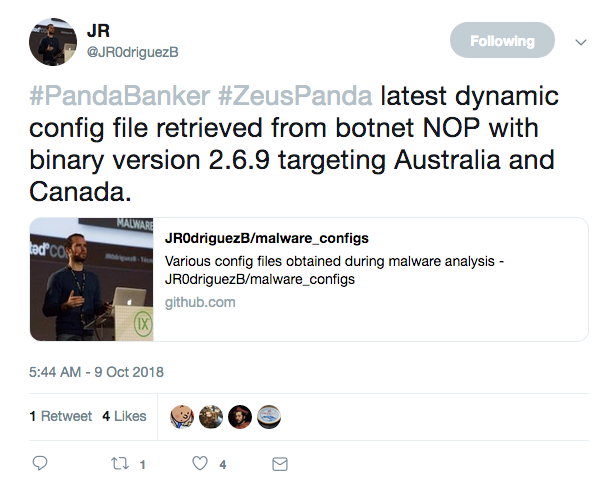 JR
@JR0driguezB
Following
#PandaBanker #ZeusPanda latest dynamic
config file retrieved from botnet NOP with
binary version 2.6.9 targeting Australia and
Canada.
MALWARE
JR0driguezB/malware_configs
Various config files obtained during malware analysis -
JR0driguezB/malware_configs
github.com
IX
5:44 AM - 9 Oct 2018
1 Retweet 4 Likes
1 4